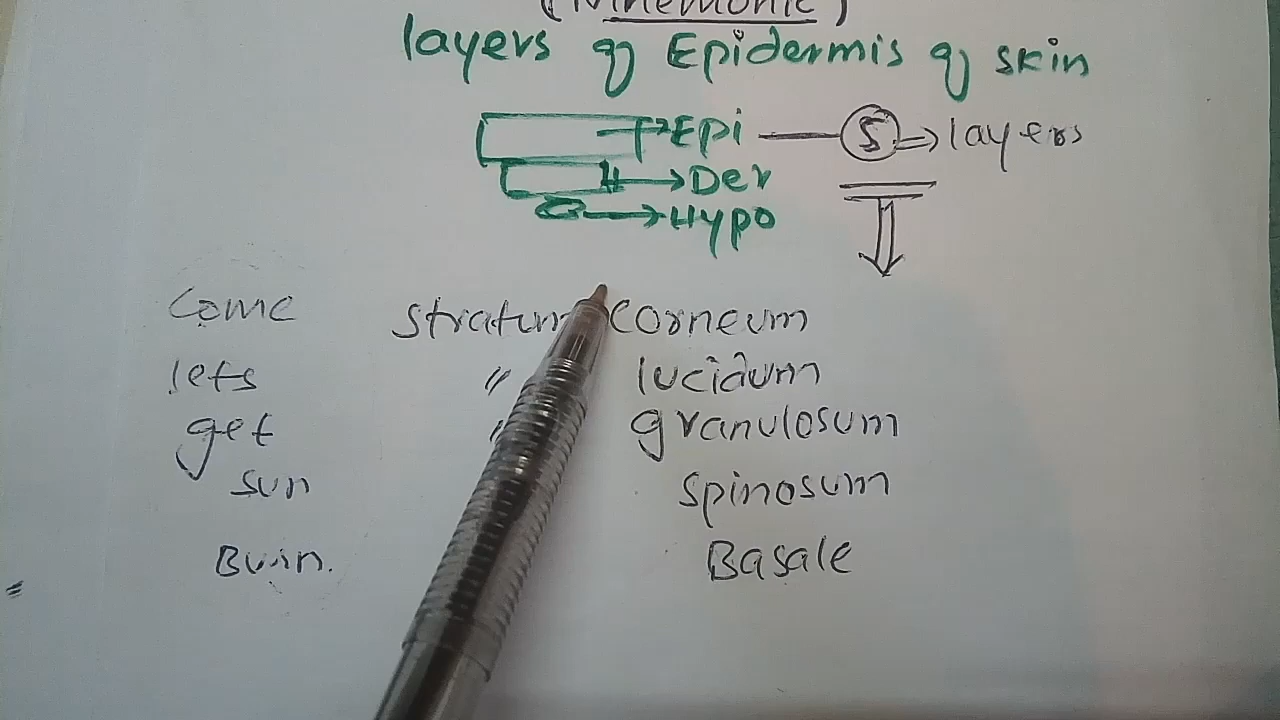 (Mnemonic)
layers of Epidermis of skin
Epi 5 layers
Der
Hypo
Come Stratum Corneum
lets " lucidum
get " granulosum
sun spinosum
Burn. Basale